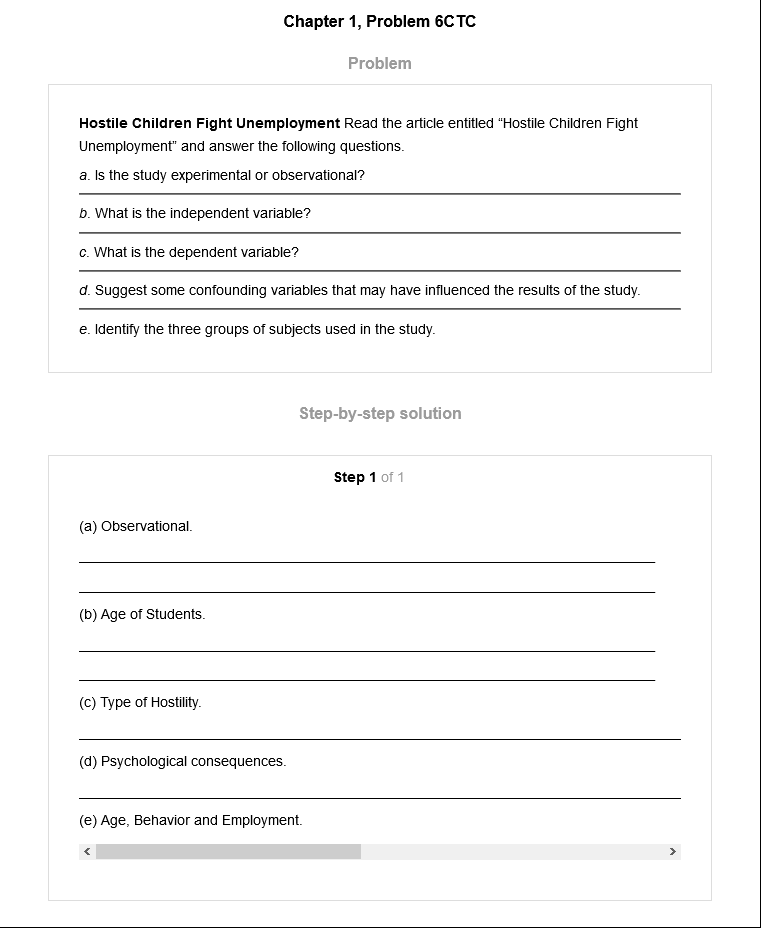 Chapter 1, Problem 6CTC
Problem
Hostile Children Fight Unemployment Read the article entitled “Hostile Children Fight
Unemployment” and answer the following questions.
a. Is the study experimental or observational?
b. What is the independent variable?
c. What is the dependent variable?
d. Suggest some confounding variables that may have influenced the results of the study.
e. Identify the three groups of subjects used in the study.
Step-by-step solution
Step 1 of 1
(a) Observational.
(b) Age of Students.
(c) Type of Hostility.
(d) Psychological consequences.
(e) Age, Behavior and Employment.